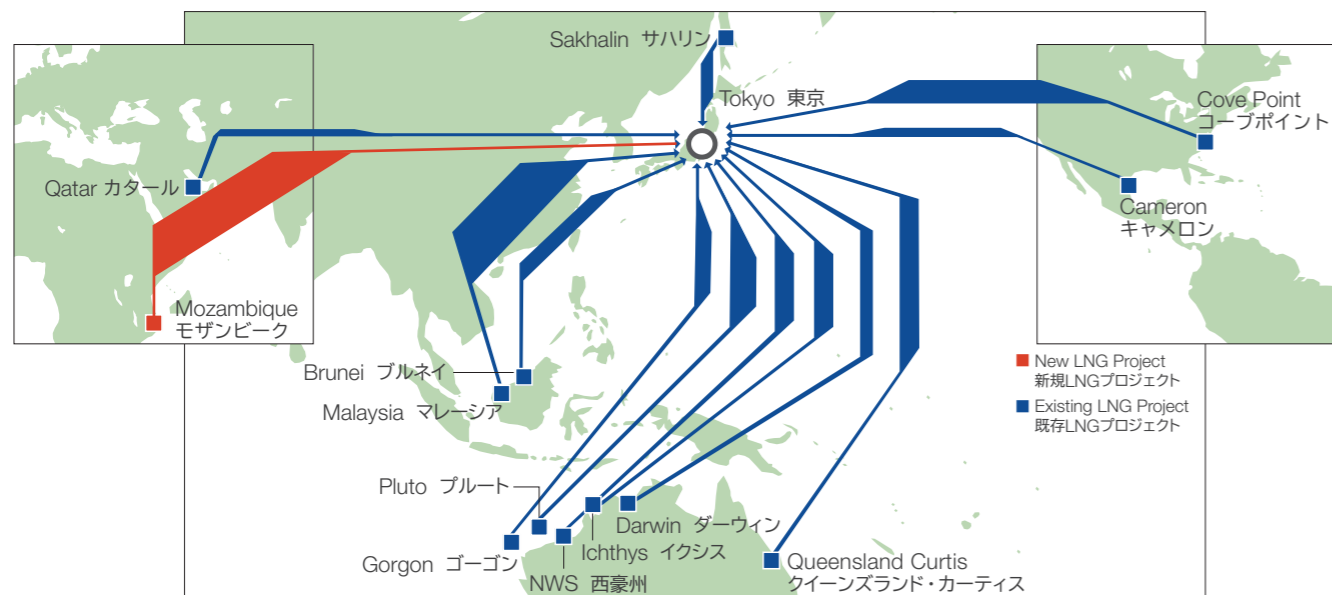 Sakhalin サハリン
Tokyo 東京
Cove Point
コーブポイント
Qatar カタール
Cameron
キャメロン
Mozambique
モザンビーク
Brunei ブルネイ
Malaysia マレーシア
New LNG Project
新規LNGプロジェクト
Existing LNG Project
既存LNGプロジェクト
Pluto プルート
Darwin ダーウィン
Gorgon ゴーゴン
Ichthys イクシス
NWS 西豪州
Queensland Curtis
クイーンズランド・カーティス